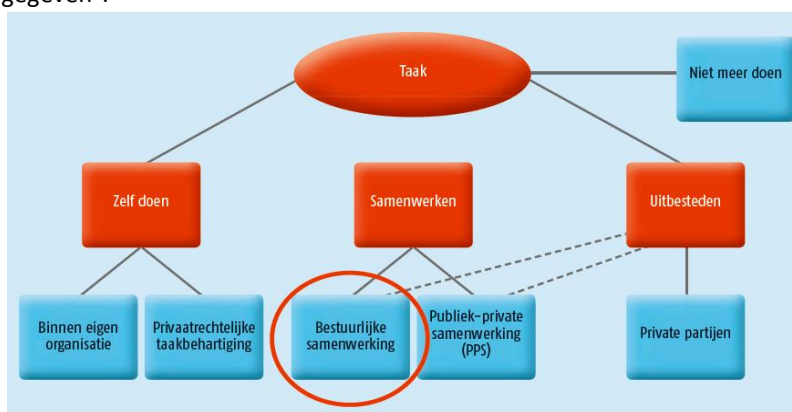 gegeven :
Taak
Niet meer doen
Zelf doen
Samenwerken
Uitbesteden
Binnen eigen
organisatie
Privaatrechtelijke
taakbehartiging
Bestuurlijke
samenwerking
Publiek-private
samenwerking
(PPS)
Private partijen